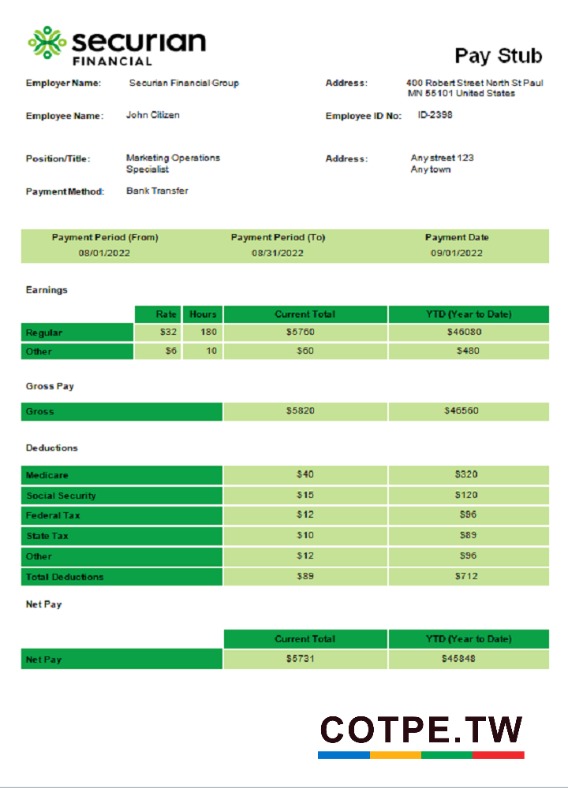 securian
FINANCIAL
Pay Stub
Employer Name: Securian Financial Group Address: 400 Robert Street North St Paul
MN 55101 United States
Employee Name: John Citizen Employee ID No: ID-2398
Position/Title: Marketing Operations Address: Any street 123
Specialist Any town
Payment Method: Bank Transfer
Payment Period (From) Payment Period (To) Payment Date
08/01/2022 08/31/2022 09/01/2022
Earnings
Rate Hours Current Total YTD (Year to Date)
Regular $32 180 $5760 $46080
Other $6 10 $60 $480
Gross Pay
Gross $5820 $46560
Deductions
Medicare $40 $320
Social Security $15 $120
Federal Tax $12 $96
State Tax $10 $89
Other $12 $96
Total Deductions $89 $712
Net Pay
Current Total YTD (Year to Date)
Net Pay $5731 $45848
COTPE.TW